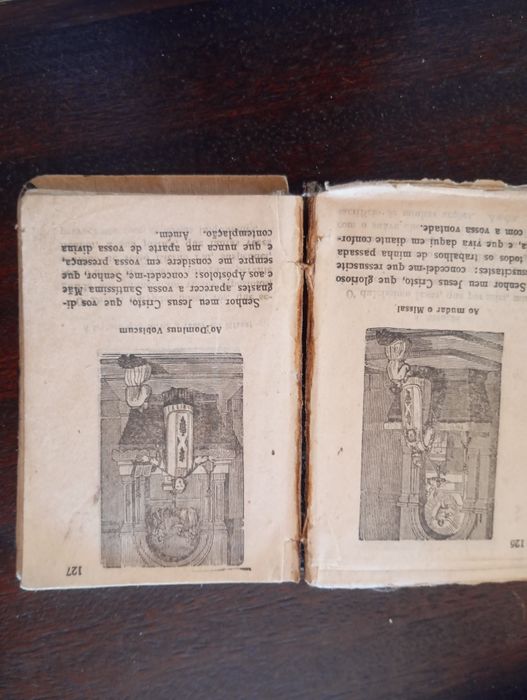 126
Ao mudar o Missal
Senhor meu Jesus Cristo, que glorioso
concedei-me que ressuscite
todos os trabalhos de minha passada
a, e que viva daqui em diante confor-
com a vossa vontade.
127
Ao Dominus Vobiscum
Senhor meu Jesus Cristo, que vos di-
gnastes aparecer a vossa Santíssima Mãe
e aos Apóstolos: concedei-me, Senhor, que
sempre me considere em vossa presença,
e que nunca me aparte de vossa divina
contemplação. Amém.